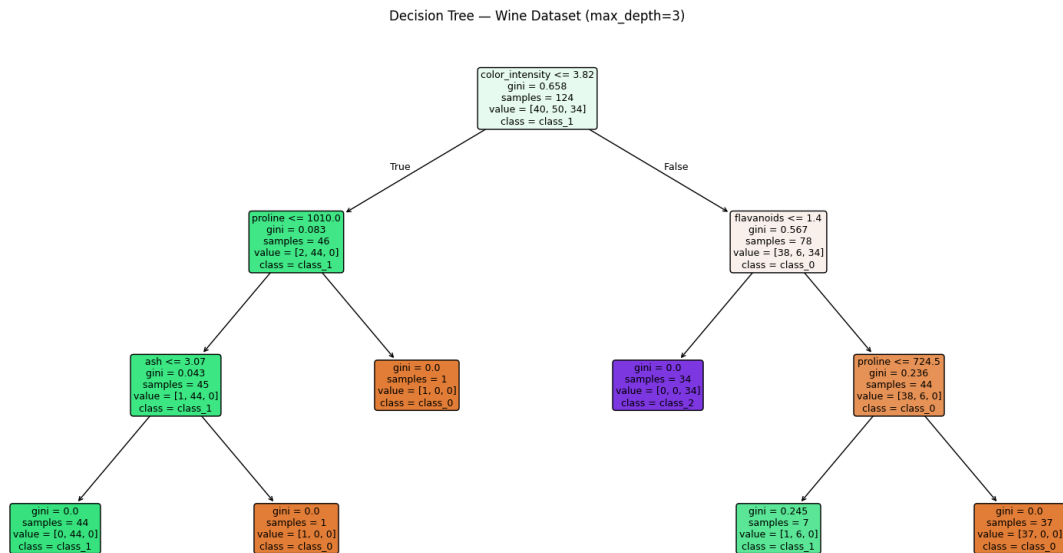 Decision Tree — Wine Dataset (max_depth=3)
color_intensity <= 3.82
gini = 0.658
samples = 124
value = [40, 50, 34]
class = class_1
True
False
proline <= 1010.0
gini = 0.083
samples = 46
value = [2, 44, 0]
class = class_1
flavanoids <= 1.4
gini = 0.567
samples = 78
value = [38, 6, 34]
class = class_0
ash <= 3.07
gini = 0.043
samples = 45
value = [1, 44, 0]
class = class_1
gini = 0.0
samples = 1
value = [1, 0, 0]
class = class_0
gini = 0.0
samples = 34
value = [0, 0, 34]
class = class_2
proline <= 724.5
gini = 0.236
samples = 44
value = [38, 6, 0]
class = class_0
gini = 0.0
samples = 44
value = [0, 44, 0]
class = class_1
gini = 0.0
samples = 1
value = [1, 0, 0]
class = class_0
gini = 0.245
samples = 7
value = [1, 6, 0]
class = class_1
gini = 0.0
samples = 37
value = [37, 0, 0]
class = class_0